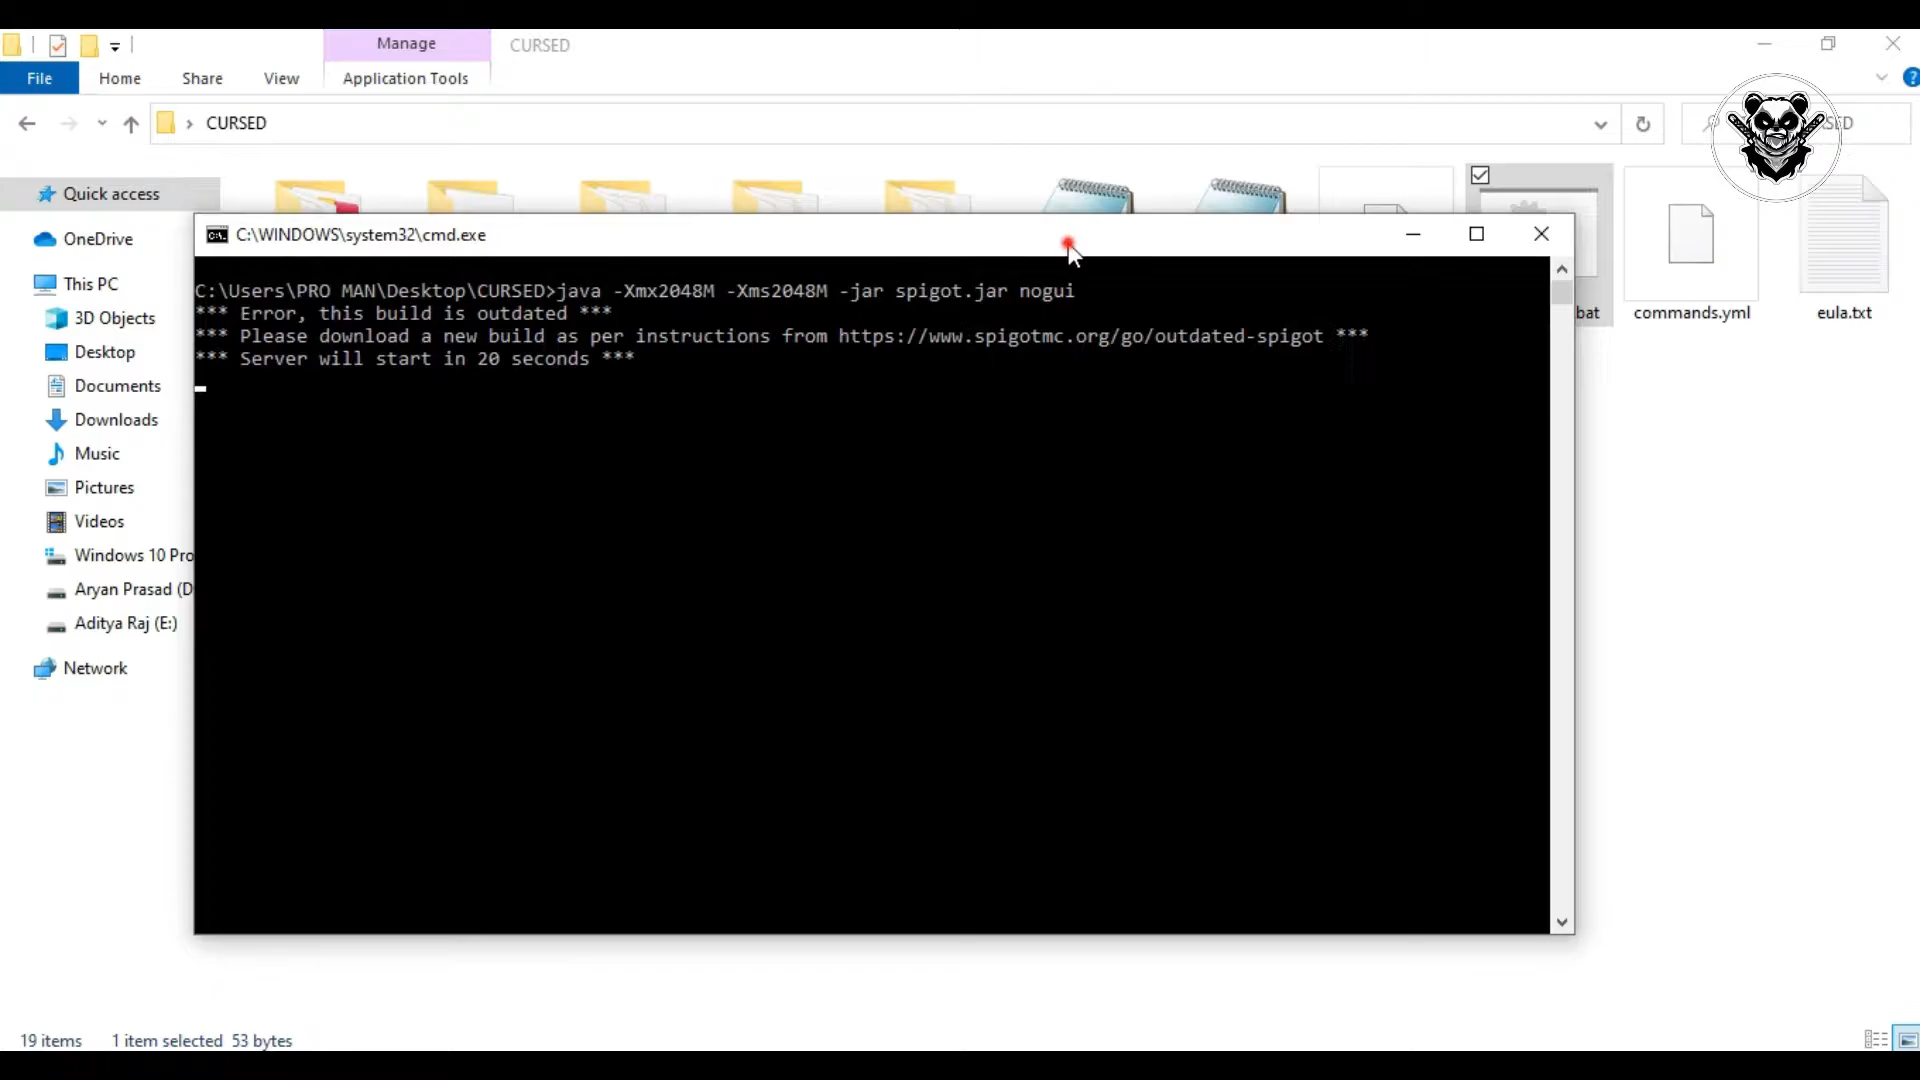 Manage
CURSED
File
Home
Share
View
Application Tools
CURSED
Quick access
OneDrive
This PC
3D Objects
Desktop
Documents
Downloads
Music
Pictures
Videos
Windows 10 Pro
Aryan Prasad (D
Aditya Raj (E:)
Network
C:\WINDOWS\system32\cmd.exe
C:\Users\PRO MAN\Desktop\CURSED>java -Xmx2048M -Xms2048M -jar spigot.jar nogui
*** Error, this build is outdated ***
*** Please download a new build as per instructions from https://www.spigotmc.org/go/outdated-spigot ***
*** Server will start in 20 seconds ***
bat
commands.yml
eula.txt
19 items
1 item selected 53 bytes